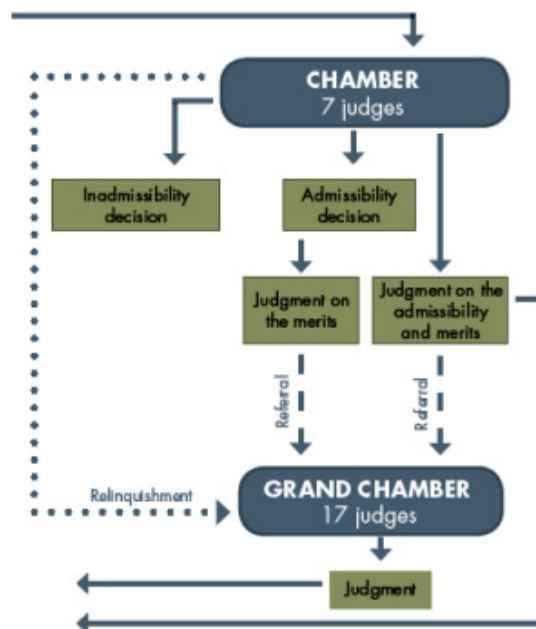 CHAMBER
7 judges
Inadmissibility
decision
Admissibility
decision
Judgment on
the merits
Judgment on the
admissibility
and merits
Referral
Referral
Relinquishment
GRAND CHAMBER
17 judges
Judgment